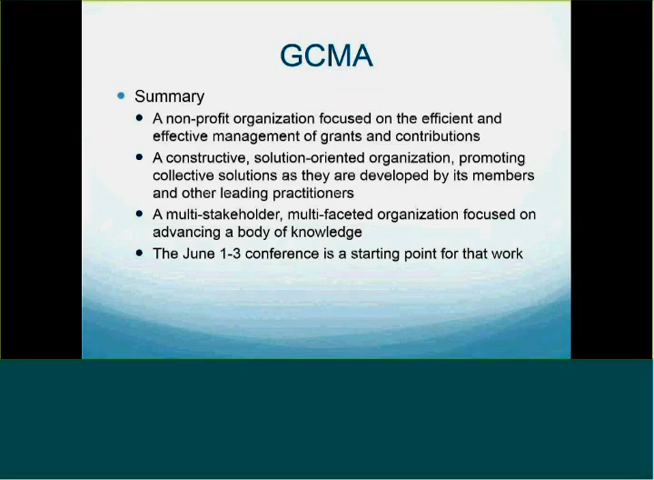 GCMA
Summary
A non-profit organization focused on the efficient and
effective management of grants and contributions
A constructive, solution-oriented organization, promoting
collective solutions as they are developed by its members
and other leading practitioners
A multi-stakeholder, multi-faceted organization focused on
advancing a body of knowledge
The June 1-3 conference is a starting point for that work